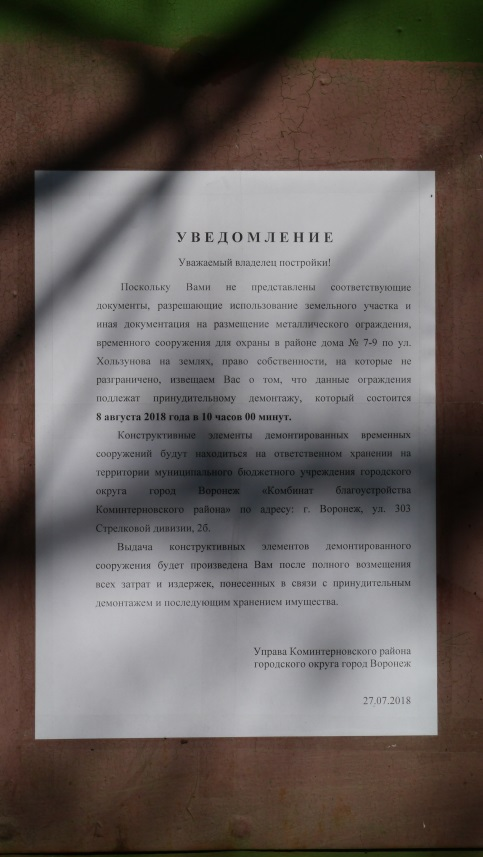 УВЕДОМЛЕНИЕ
Уважаемый владелец постройки!
Поскольку Вами не представлены соответствующие
документы, разрешающие использование земельного участка и
иная документация на размещение металлического ограждения,
временного сооружения для охраны в районе дома № 7-9 по ул.
Хользунова на землях, право собственности, на которые не
разграничено, извещаем Вас о том, что данные ограждения
подлежат принудительному демонтажу, который состоится
8 августа 2018 года в 10 часов 00 минут.
Конструктивные элементы демонтированных временных
сооружений будут находиться на ответственном хранении на
территории муниципального бюджетного учреждения городского
округа город Воронеж «Комбинат благоустройства
Коминтерновского района» по адресу: г. Воронеж, ул. 303
Стрелковой дивизии, 2б.
Выдача конструктивных элементов демонтированного
сооружения будет произведена Вам после полного возмещения
всех затрат и издержек, понесенных в связи с принудительным
демонтажем и последующим хранением имущества.
Управа Коминтерновского района
городского округа город Воронеж
27.07.2018